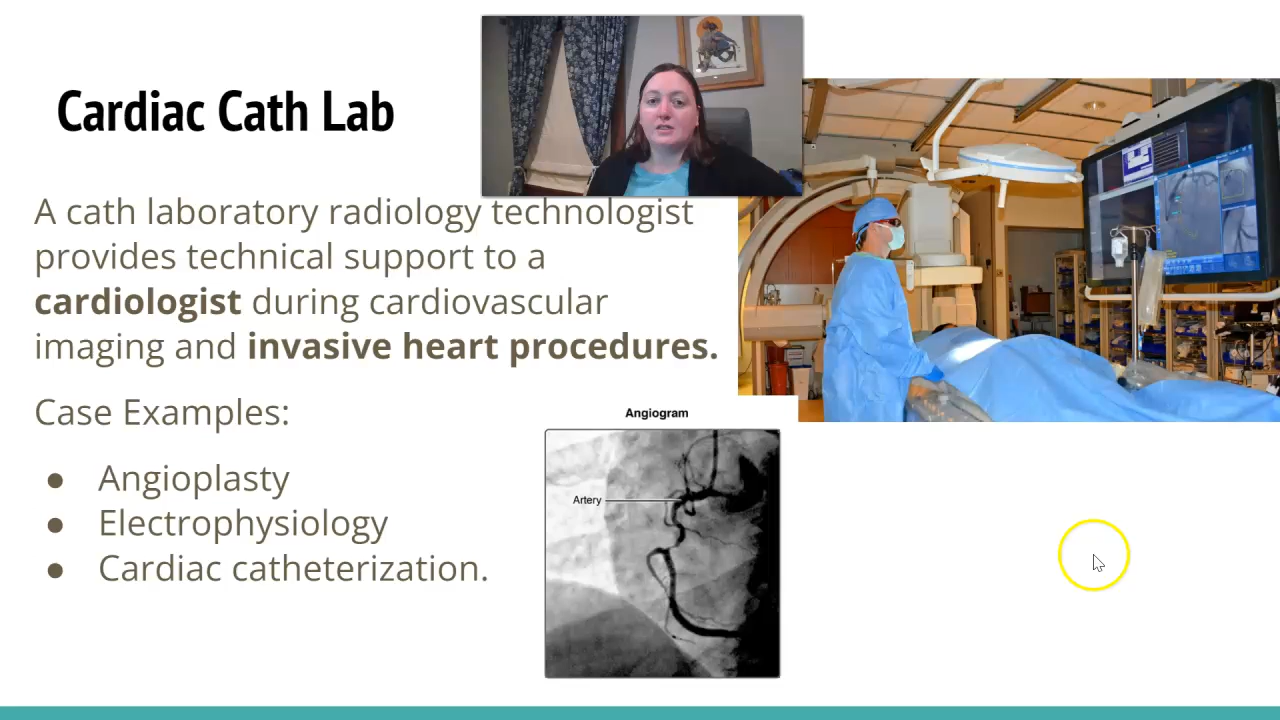 Cardiac Cath Lab
A cath laboratory radiology technologist
provides technical support to a
cardiologist during cardiovascular
imaging and invasive heart procedures.
Case Examples:
● Angioplasty
● Electrophysiology
● Cardiac catheterization.
Angiogram
Artery